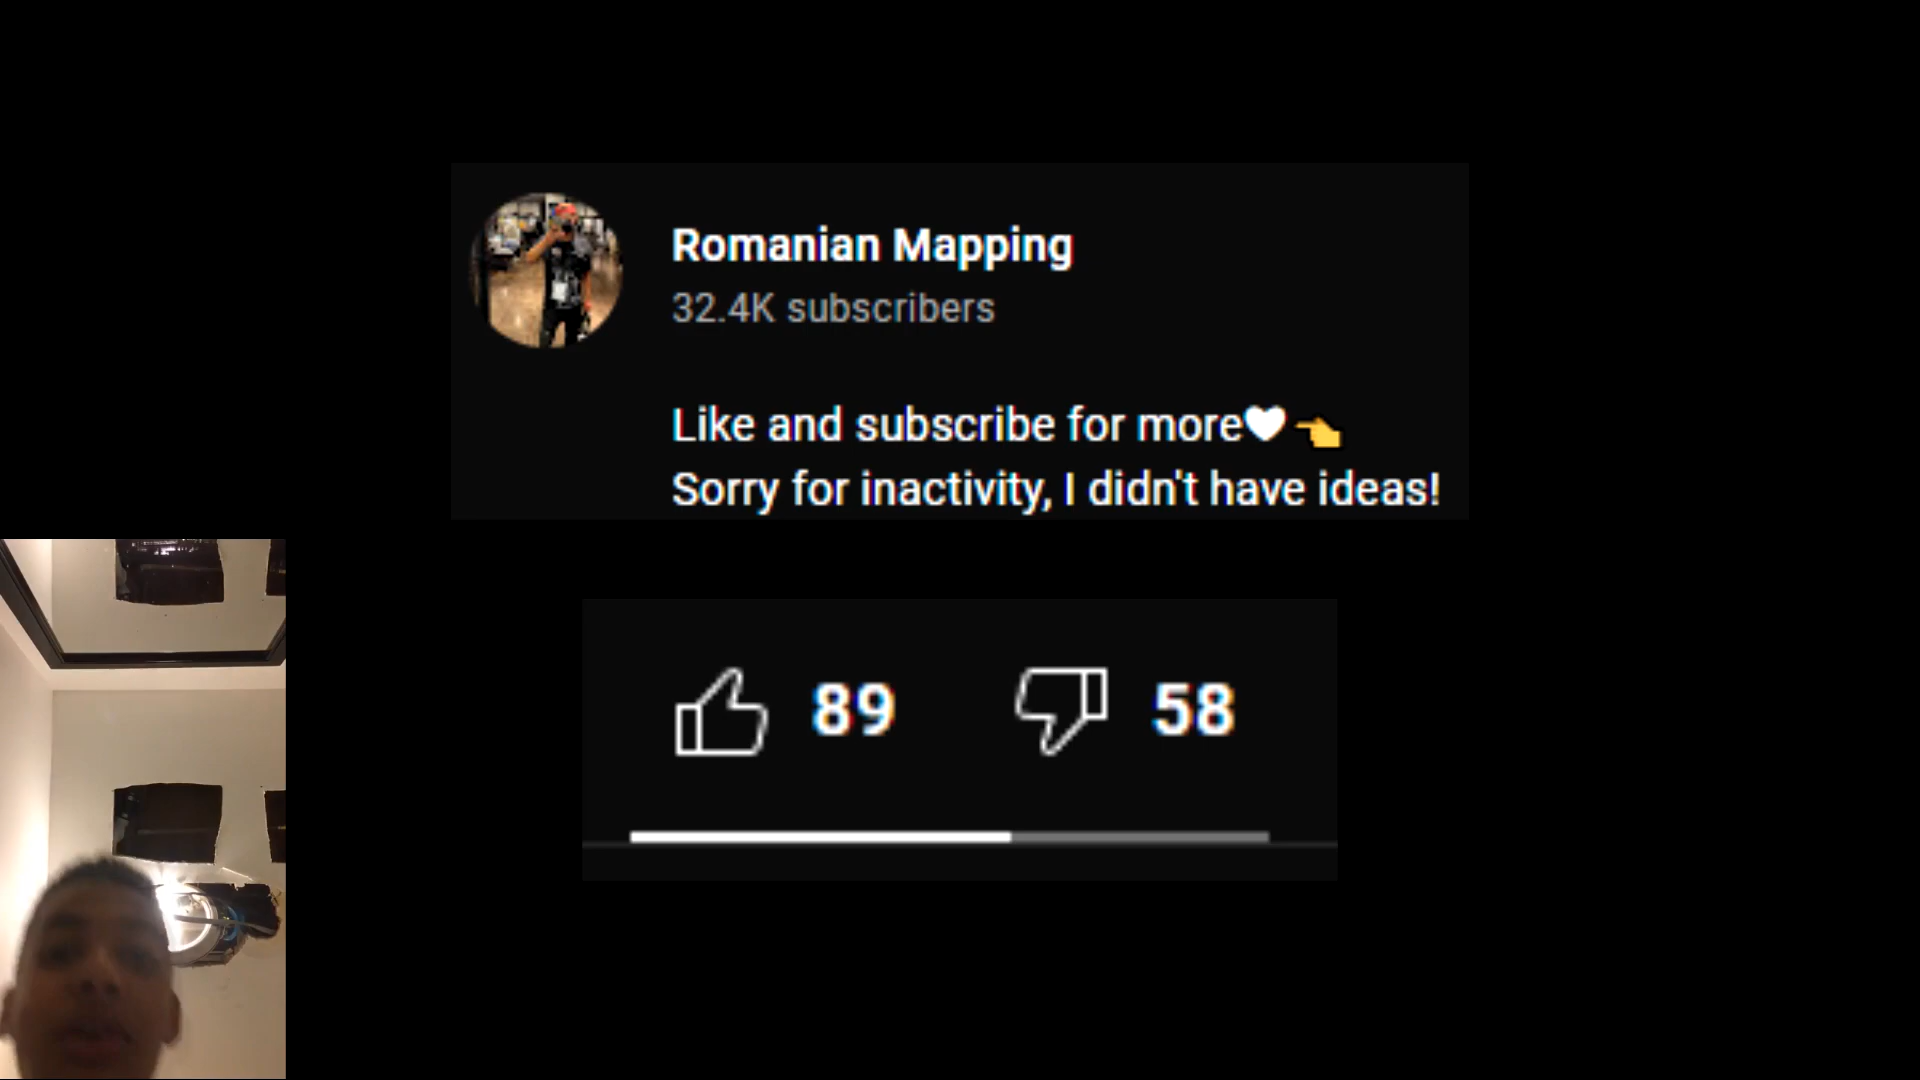 Romanian Mapping
32.4K subscribers
Like and subscribe for more🤍👈
Sorry for inactivity, I didn't have ideas!
89 58